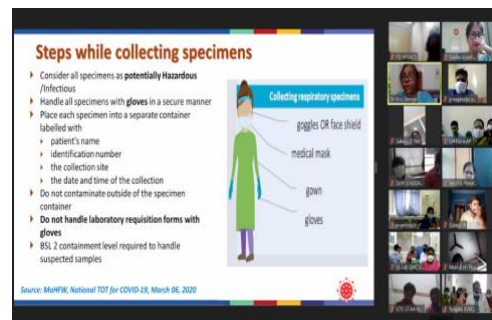 Steps while collecting specimens
Consider all specimens as potentially Hazardous
/Infectious
Handle all specimens with gloves in a secure manner
Place each specimen into a separate container
labelled with
patient's name
identification number
the collection site
the date and time of the collection
Do not contaminate outside of the specimen
container
Do not handle laboratory requisition forms with
gloves
BSL 2 containment level required to handle
suspected samples
Source: MoHFW, National TOT for COVID-19, March 06, 2020
Collecting respiratory specimens
goggles OR face shield
medical mask
gown
gloves